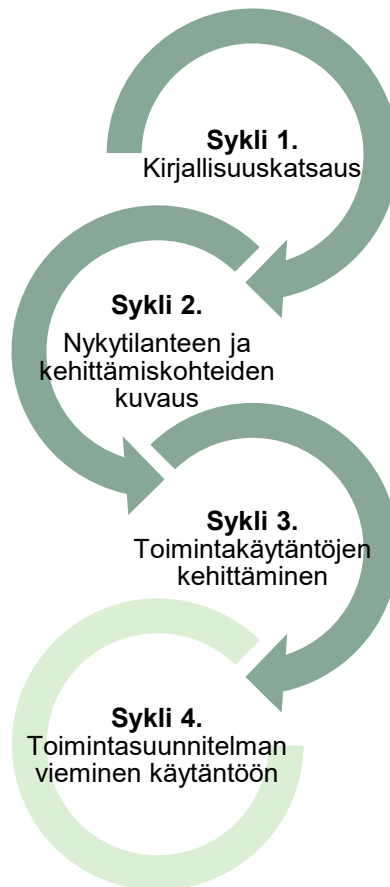 Sykli 1.
Kirjallisuuskatsaus
Sykli 2.
Nykytilanteen ja
kehittämiskohteiden
kuvaus
Sykli 3.
Toimintakäytäntöjen
kehittäminen
Sykli 4.
Toimintasuunnitelman
vieminen käytäntöön